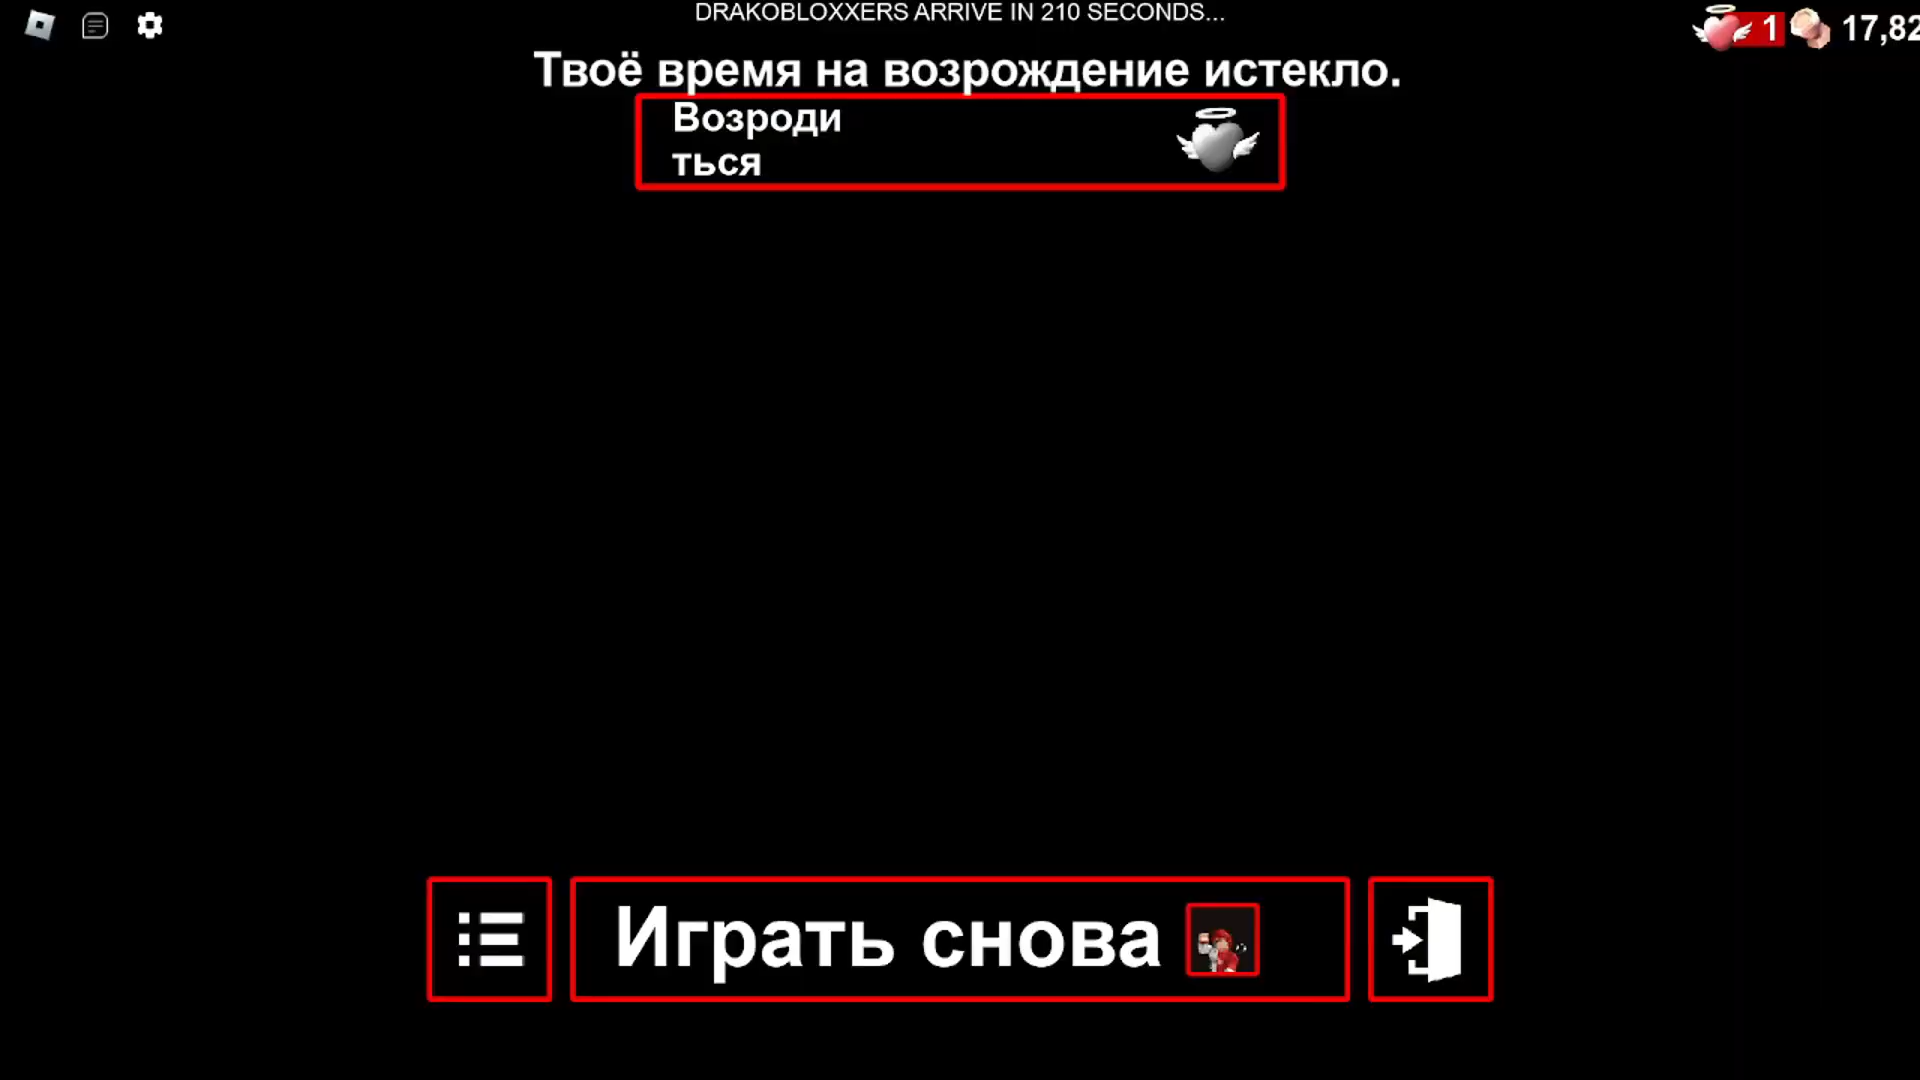 DRAKOBLOXXERS ARRIVE IN 210 SECONDS...
1 17,82
Твоё время на возрождение истекло.
Возроди
ться
Играть снова